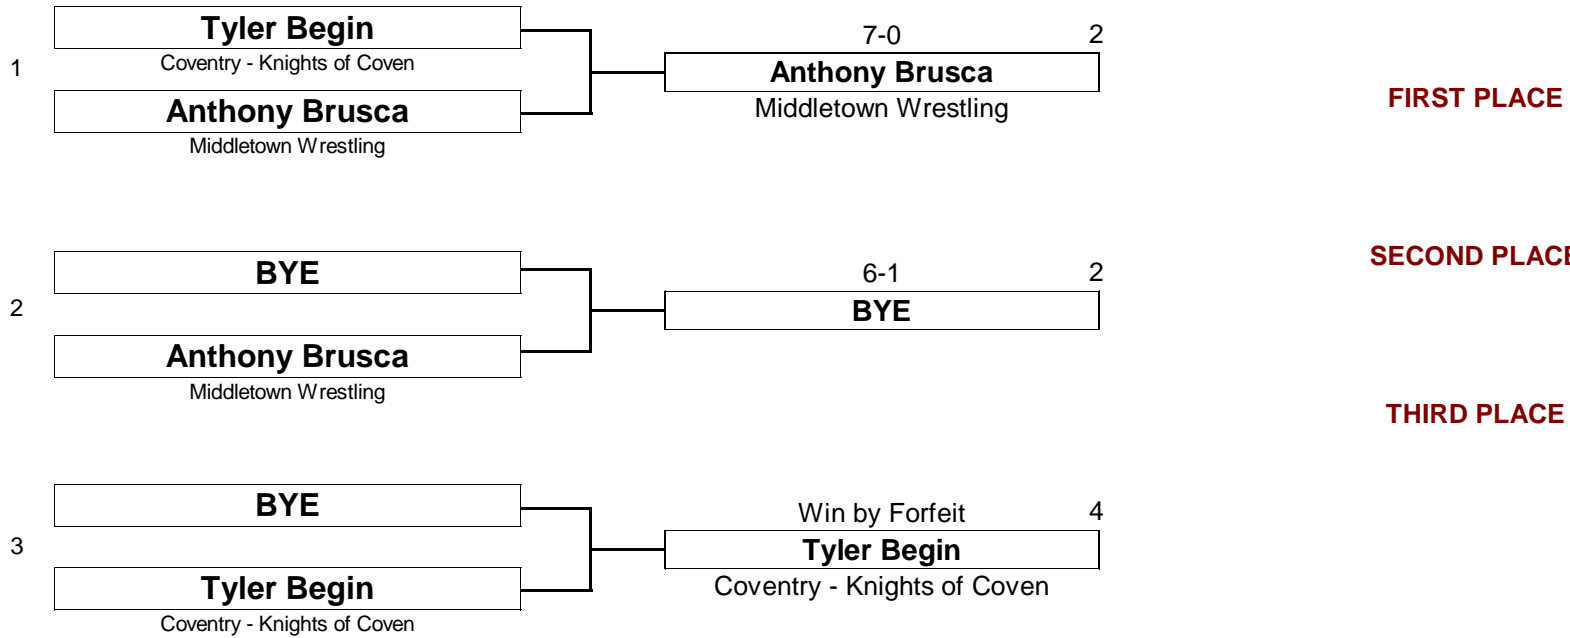 Tyler Begin
Coventry - Knights of Coven
1
Anthony Brusca
Middletown Wrestling
7-0 2
Anthony Brusca
Middletown Wrestling
FIRST PLACE
BYE
2
Anthony Brusca
Middletown Wrestling
6-1 2
BYE
SECOND PLACE
THIRD PLACE
BYE
3
Tyler Begin
Coventry - Knights of Coven
Win by Forfeit 4
Tyler Begin
Coventry - Knights of Coven